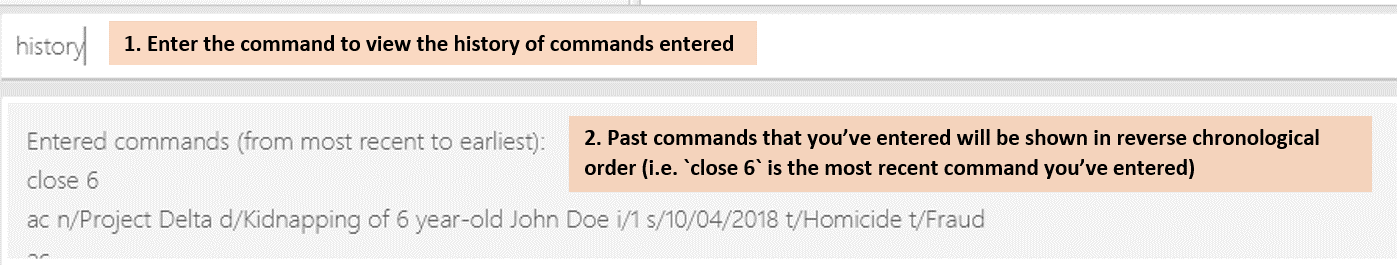 history
1. Enter the command to view the history of commands entered
Entered commands (from most recent to earliest):
2. Past commands that you’ve entered will be shown in reverse chronological
order (i.e. `close 6` is the most recent command you’ve entered)
close 6
ac n/Project Delta d/Kidnapping of 6 year-old John Doe i/1 s/10/04/2018 t/Homicide t/Fraud